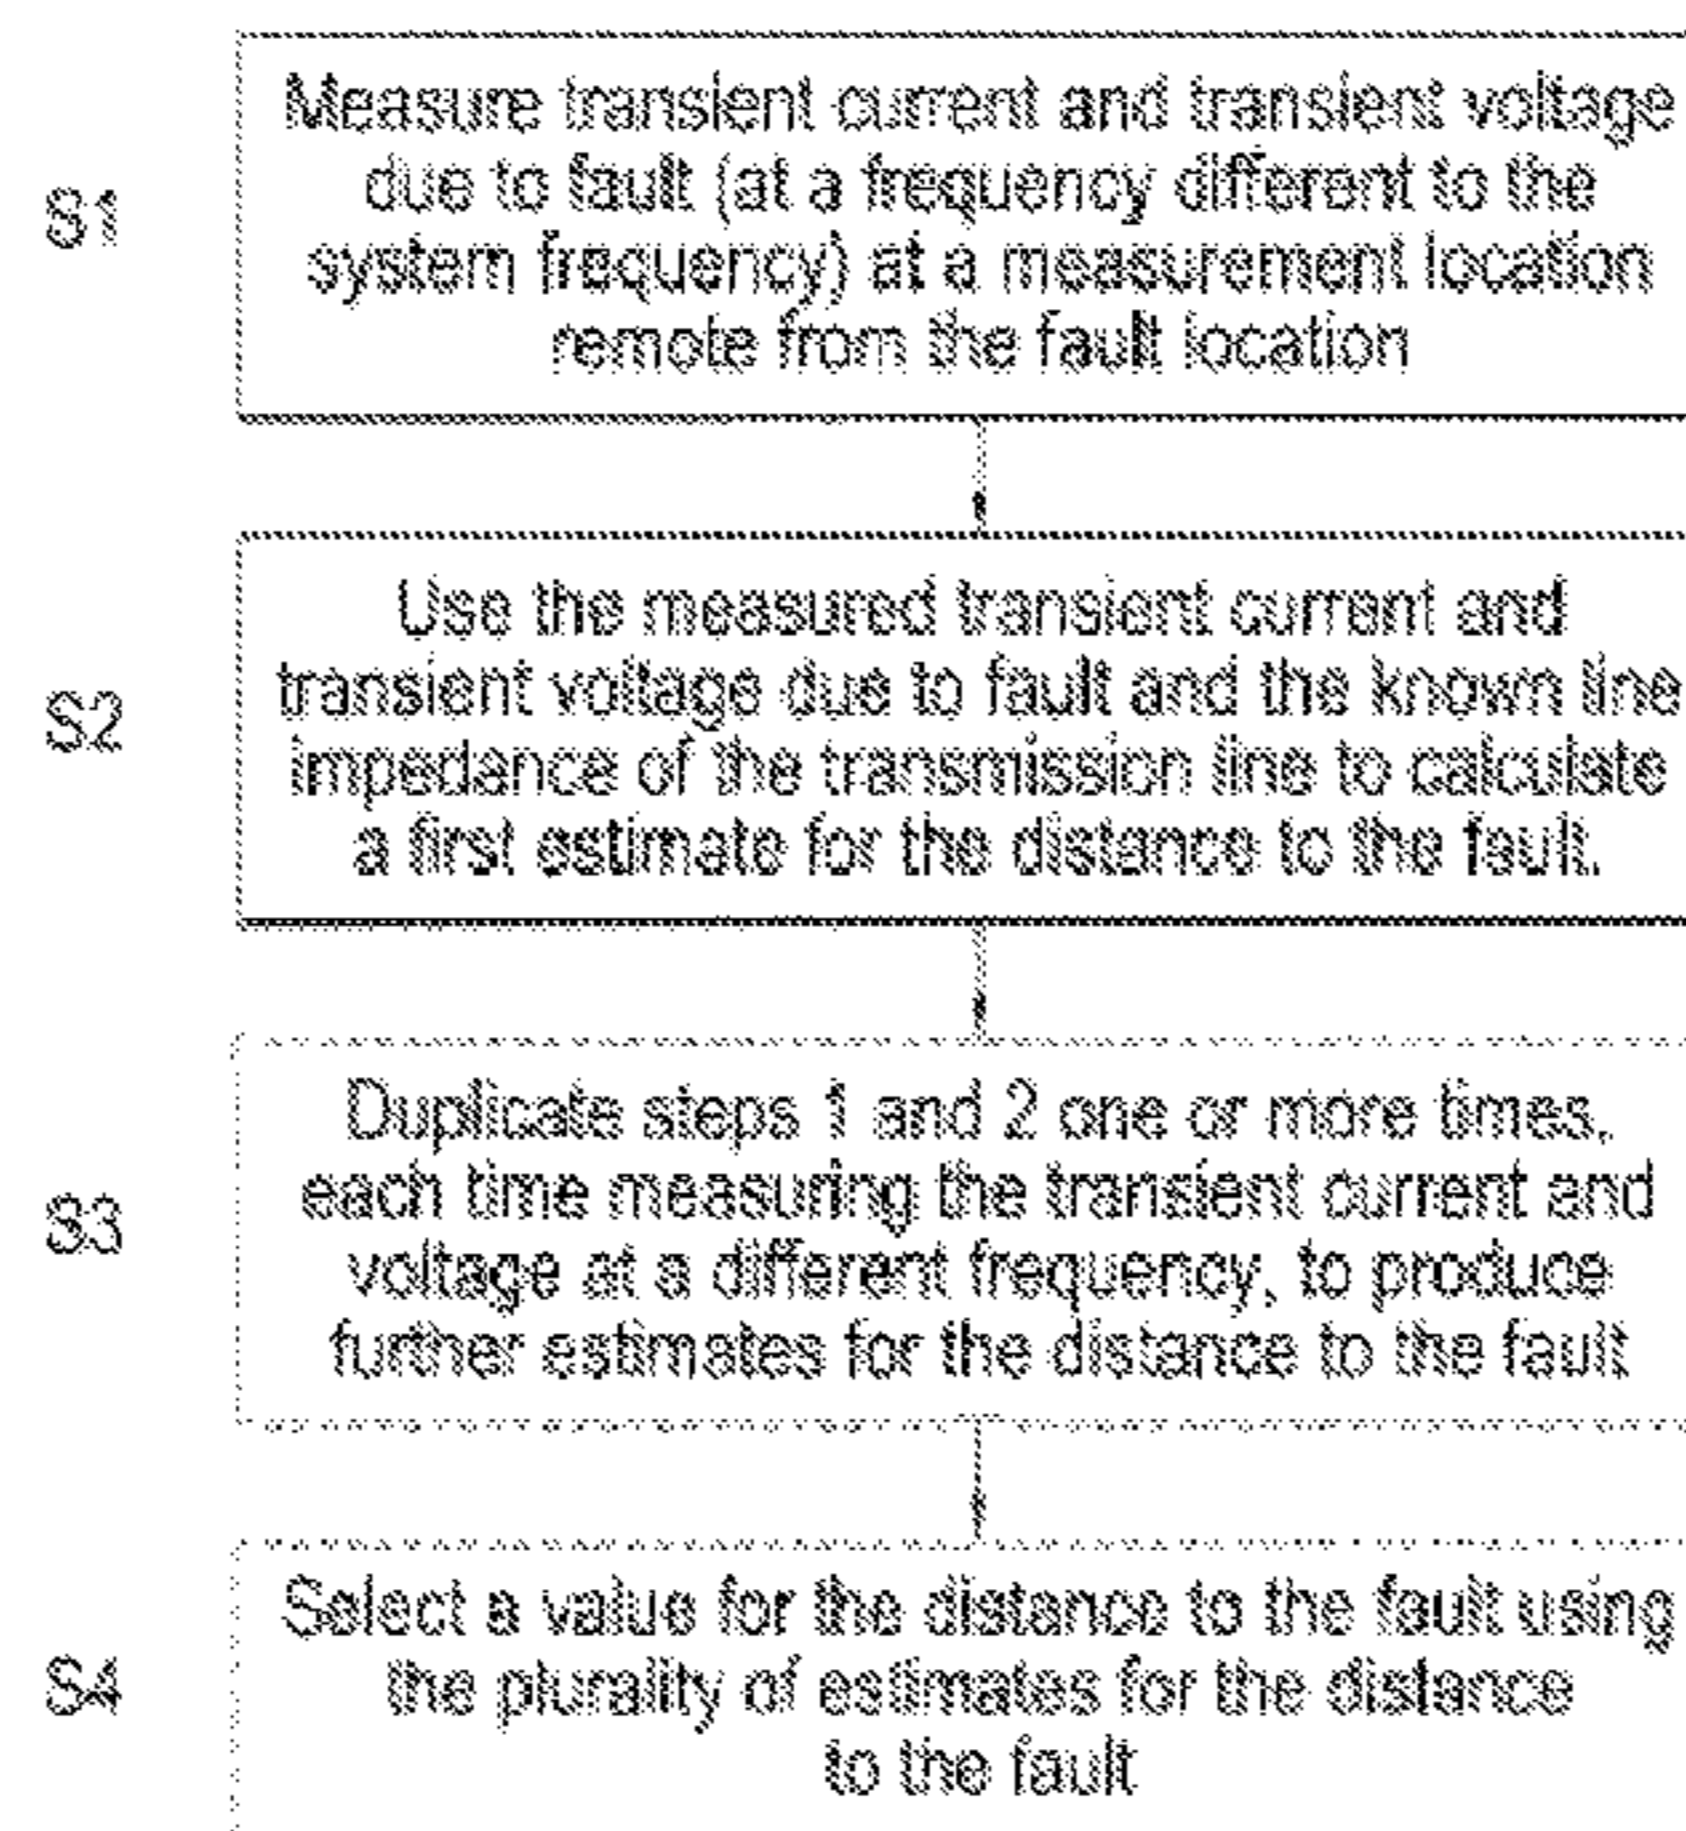 S1
Measure transient current and transient voltage
due to fault (at a frequency different to the
system frequency) at a measurement location
remote from the fault location
S2
Use the measured transient current and
transient voltage due to fault and the known line
impedance of the transmission line to calculate
a first estimate for the distance to the fault.
S3
Duplicate steps 1 and 2 one or more times,
each time measuring the transient current and
voltage at a different frequency, to produce
further estimates for the distance to the fault
S4
Select a value for the distance to the fault using
the plurality of estimates for the distance
to the fault